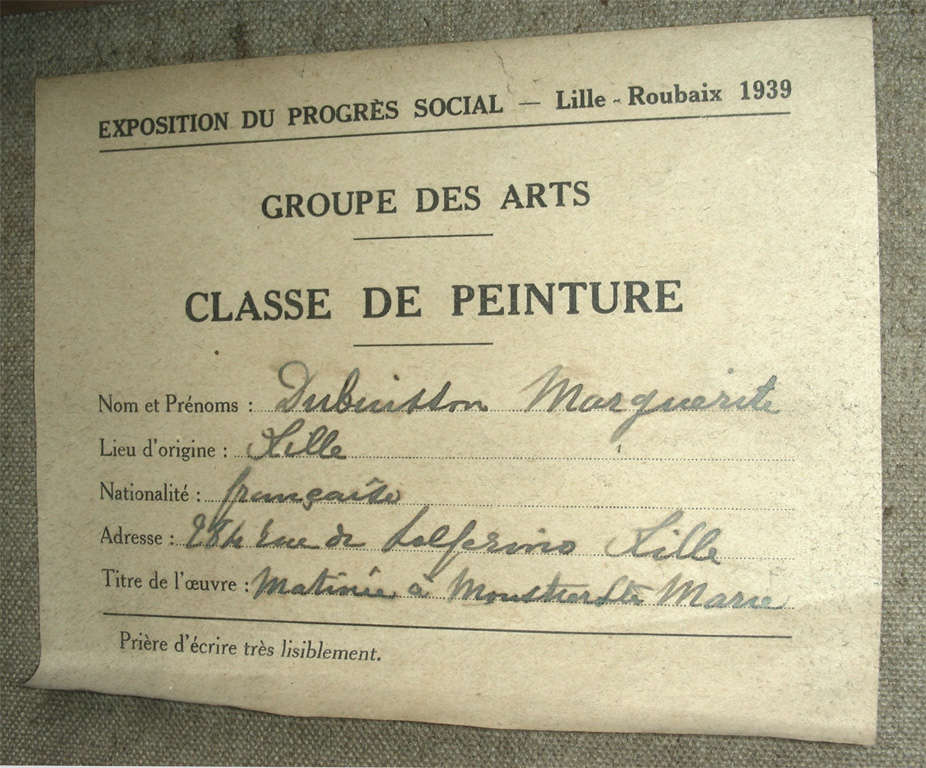 EXPOSITION DU PROGRÈS SOCIAL — Lille - Roubaix 1939
GROUPE DES ARTS
CLASSE DE PEINTURE
Nom et Prénoms : Dubuisson Marguerite
Lieu d'origine : Lille
Nationalité : française
Adresse : rue de Solferino Lille
Titre de l'œuvre : Matinée à Moustiers Ste Marie
Prière d'écrire très lisiblement.